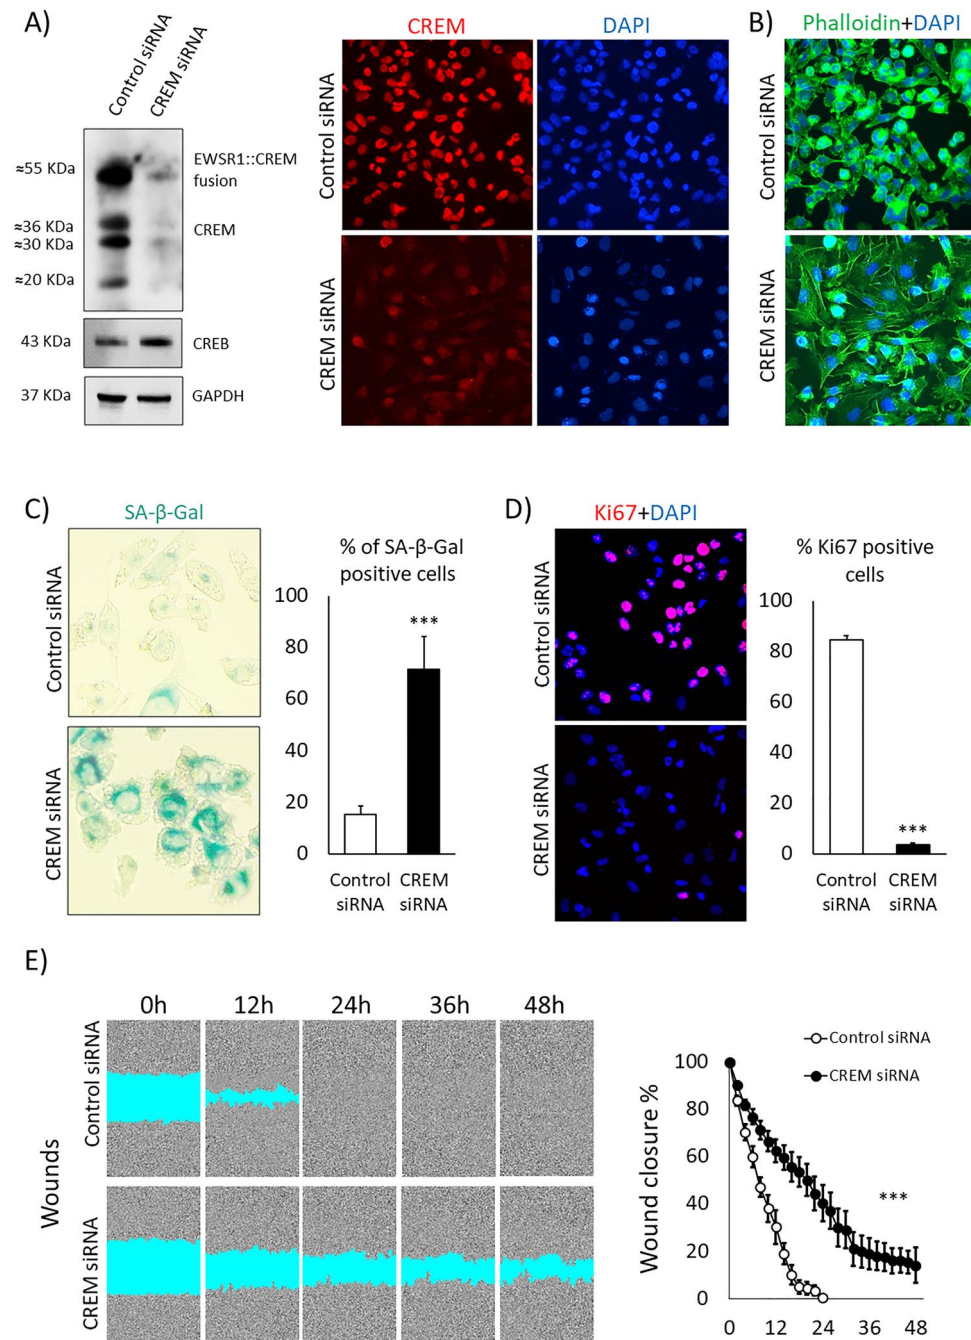 A)
Control siRNA
CREM siRNA
≈55 KDa
EWSR1::CREM
fusion
≈36 KDa
CREM
≈30 KDa
≈20 KDa
43 KDa
CREB
37 KDa
GAPDH
CREM
DAPI
Control siRNA
CREM siRNA
B)
Phalloidin+DAPI
Control siRNA
CREM siRNA
C)
SA-β-Gal
Control siRNA
CREM siRNA
% of SA-β-Gal
positive cells
100
80
60
40
20
0
***
Control
siRNA
CREM
siRNA
D)
Ki67+DAPI
Control siRNA
CREM siRNA
% Ki67 positive
cells
100
80
60
40
20
0
***
Control
siRNA
CREM
siRNA
E)
0h
12h
24h
36h
48h
Wounds
Control siRNA
CREM siRNA
Control siRNA
CREM siRNA
Wound closure %
100
80
60
40
20
0
***
0
12
24
36
48